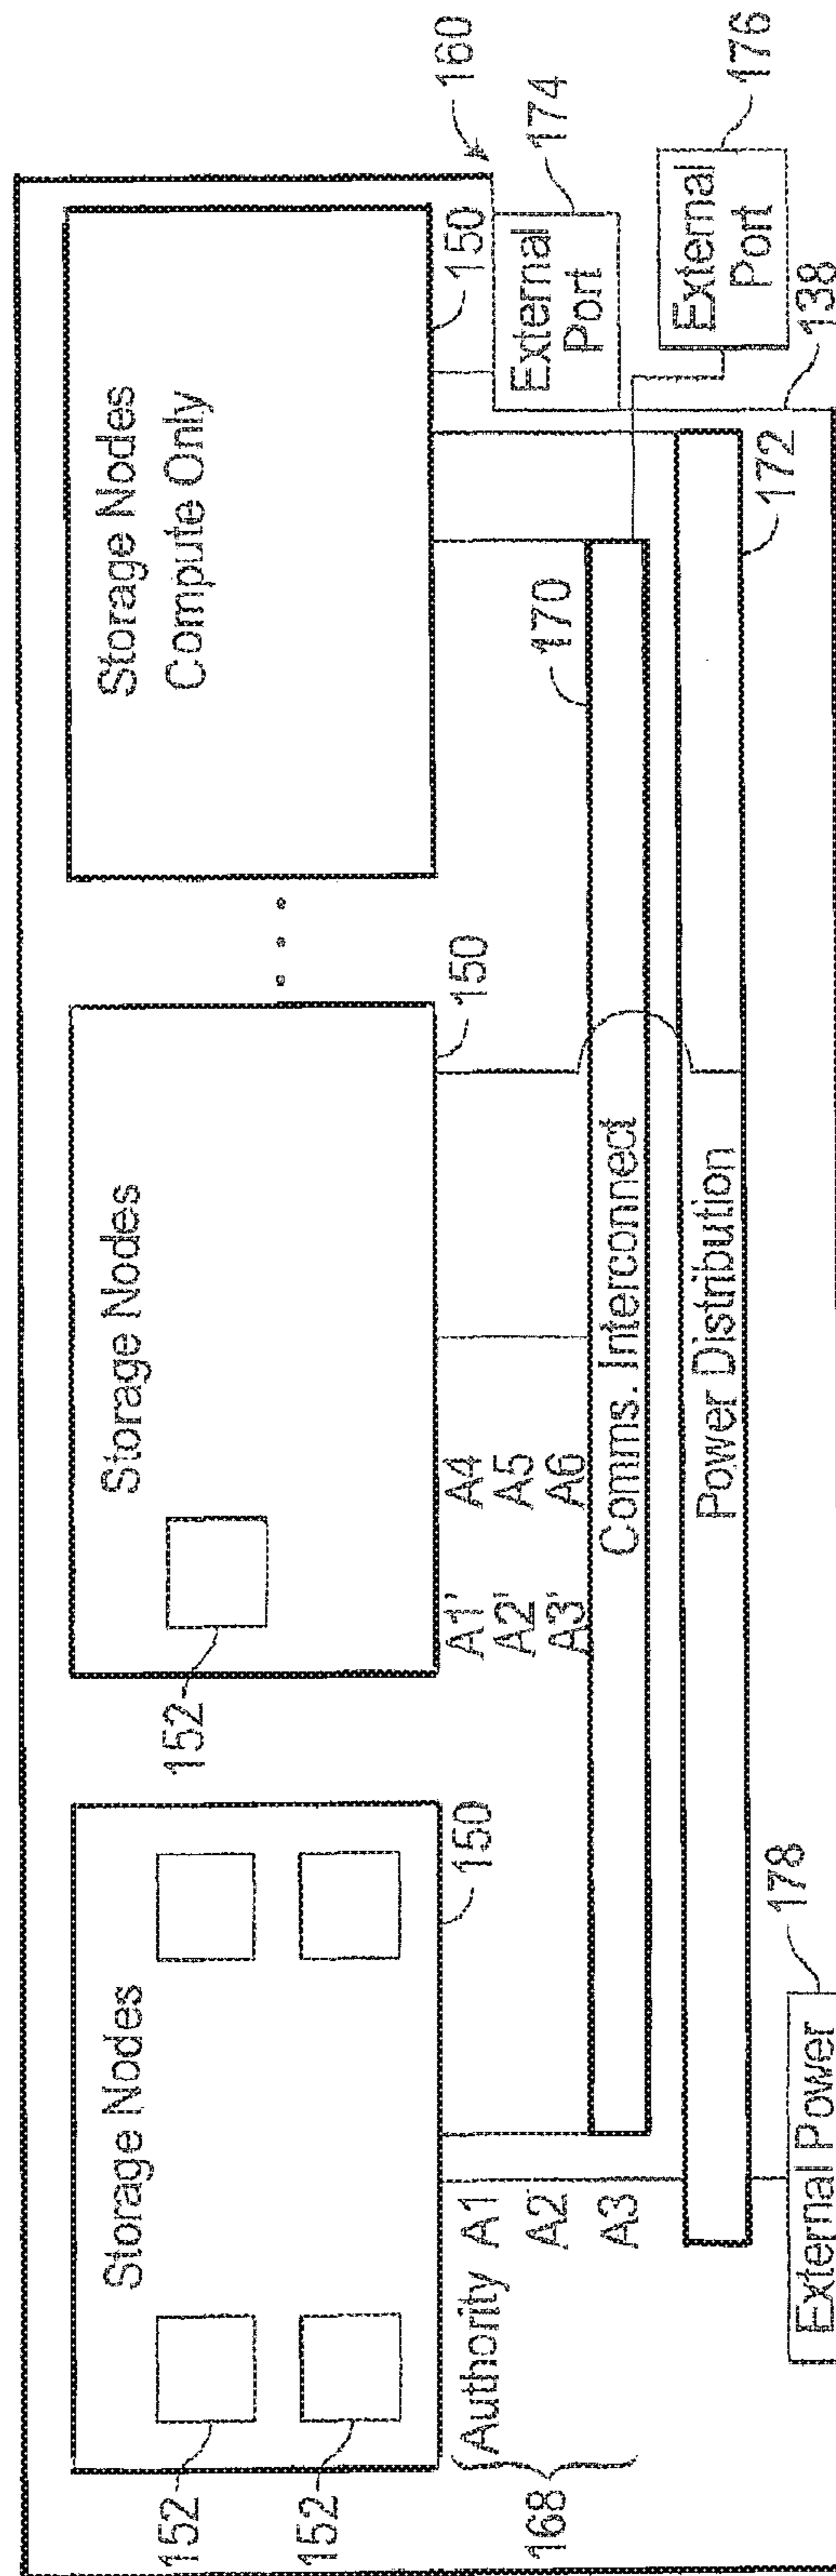 160
Storage Nodes
Storage Nodes
Storage Nodes
Compute Only
152
152
152
150
150
150
168
Authority A1
A2
A3
A1' A4
A2' A5
A3' A6
External
Port
174
170
Comms. Interconnect
External
Port
176
Power Distribution
172
138
External Power
178